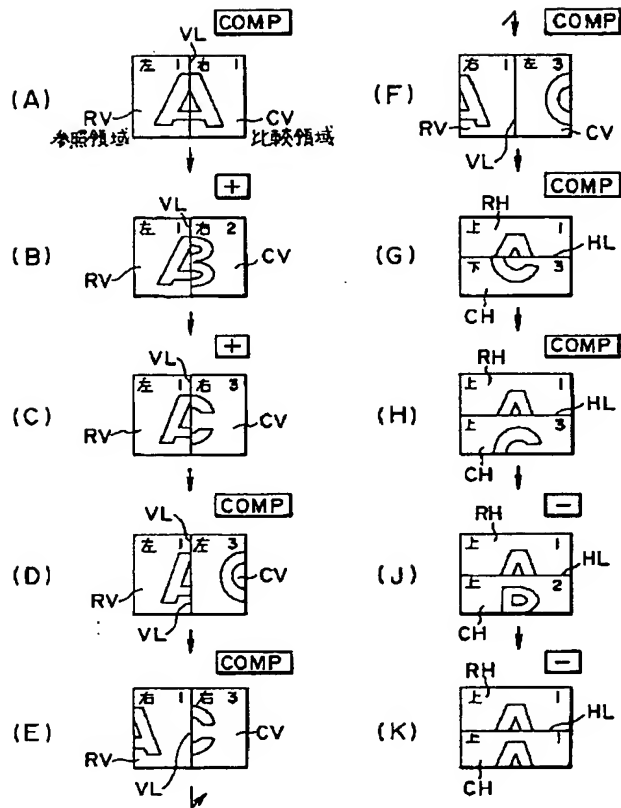 COMP
VL
左 1 右 1
(A)
RV CV
参照領域 比較領域
+
VL
左 1 右 2
(B)
RV CV
+
VL
左 1 右 3
(C)
RV CV
COMP
VL
左 1 左 3
(D)
RV CV
VL
COMP
右 1 右 3
(E)
CV
RV
VL
COMP
右 1 左 3
(F)
RV CV
VL
COMP
RH
上 1
HL
(G)
下 3
CH
COMP
RH
上 1
HL
(H)
上 3
CH
−
RH
上 1
HL
(J)
上 2
CH
−
RH
上 1
HL
(K)
上 1
CH